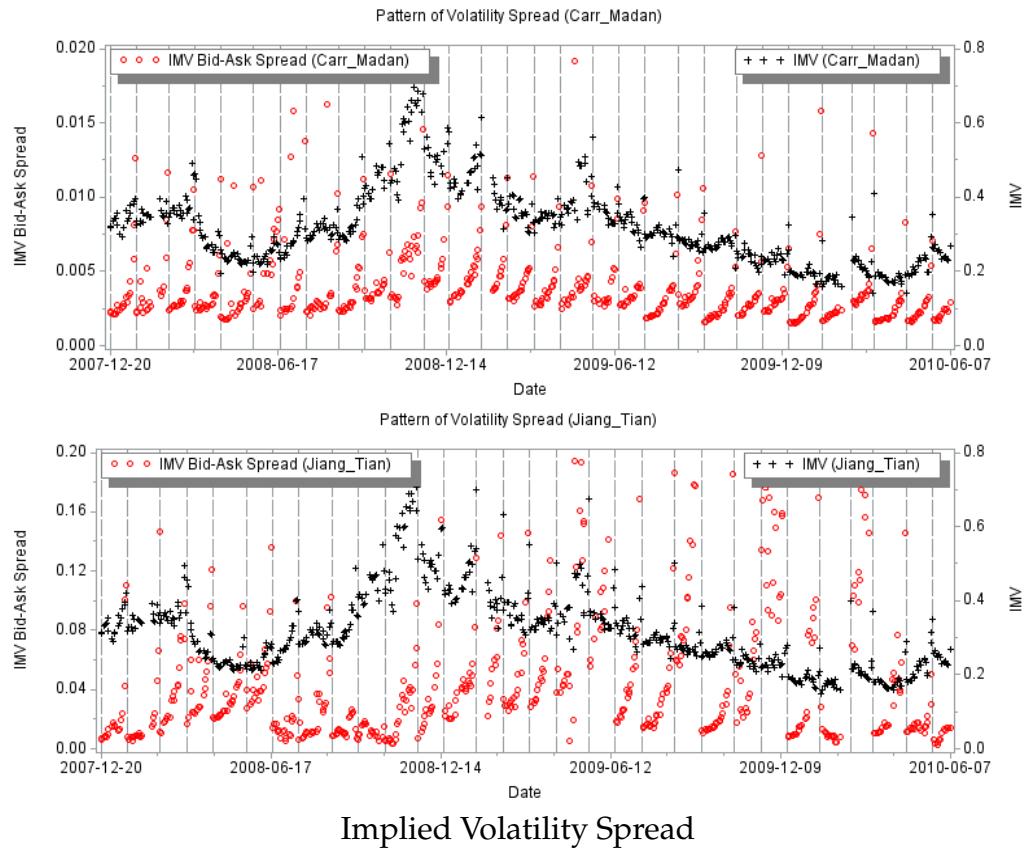 Pattern of Volatility Spread (Carr_Madan)
IMV Bid-Ask Spread (Carr_Madan)
IMV (Carr_Madan)
0.020
0.015
0.010
0.005
0.000
IMV Bid-Ask Spread
0.8
0.6
0.4
0.2
0.0
IMV
2007-12-20 2008-06-17 2008-12-14 2009-06-12 2009-12-09 2010-06-07
Date
Pattern of Volatility Spread (Jiang_Tian)
IMV Bid-Ask Spread (Jiang_Tian)
IMV (Jiang_Tian)
0.20
0.16
0.12
0.08
0.04
0.00
IMV Bid-Ask Spread
0.8
0.6
0.4
0.2
0.0
IMV
2007-12-20 2008-06-17 2008-12-14 2009-06-12 2009-12-09 2010-06-07
Date
Implied Volatility Spread